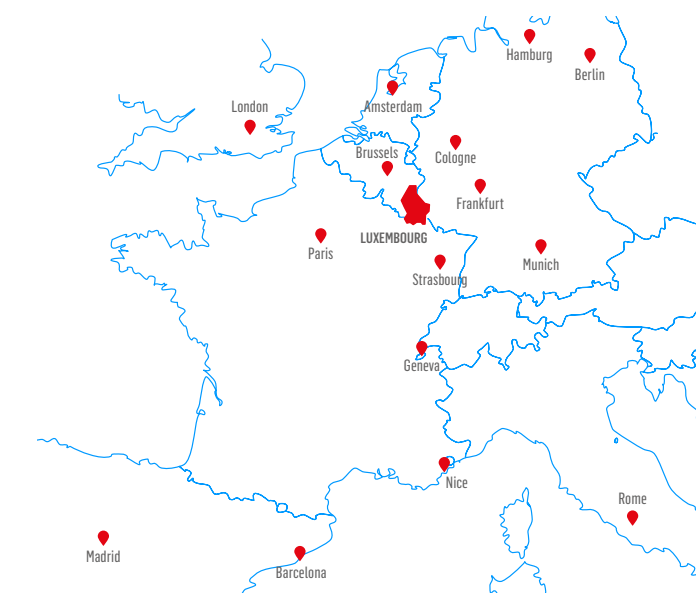 Hamburg
Berlin
London
Amsterdam
Brussels
Cologne
Frankfurt
LUXEMBOURG
Paris
Munich
Strasbourg
Geneva
Nice
Rome
Madrid
Barcelona